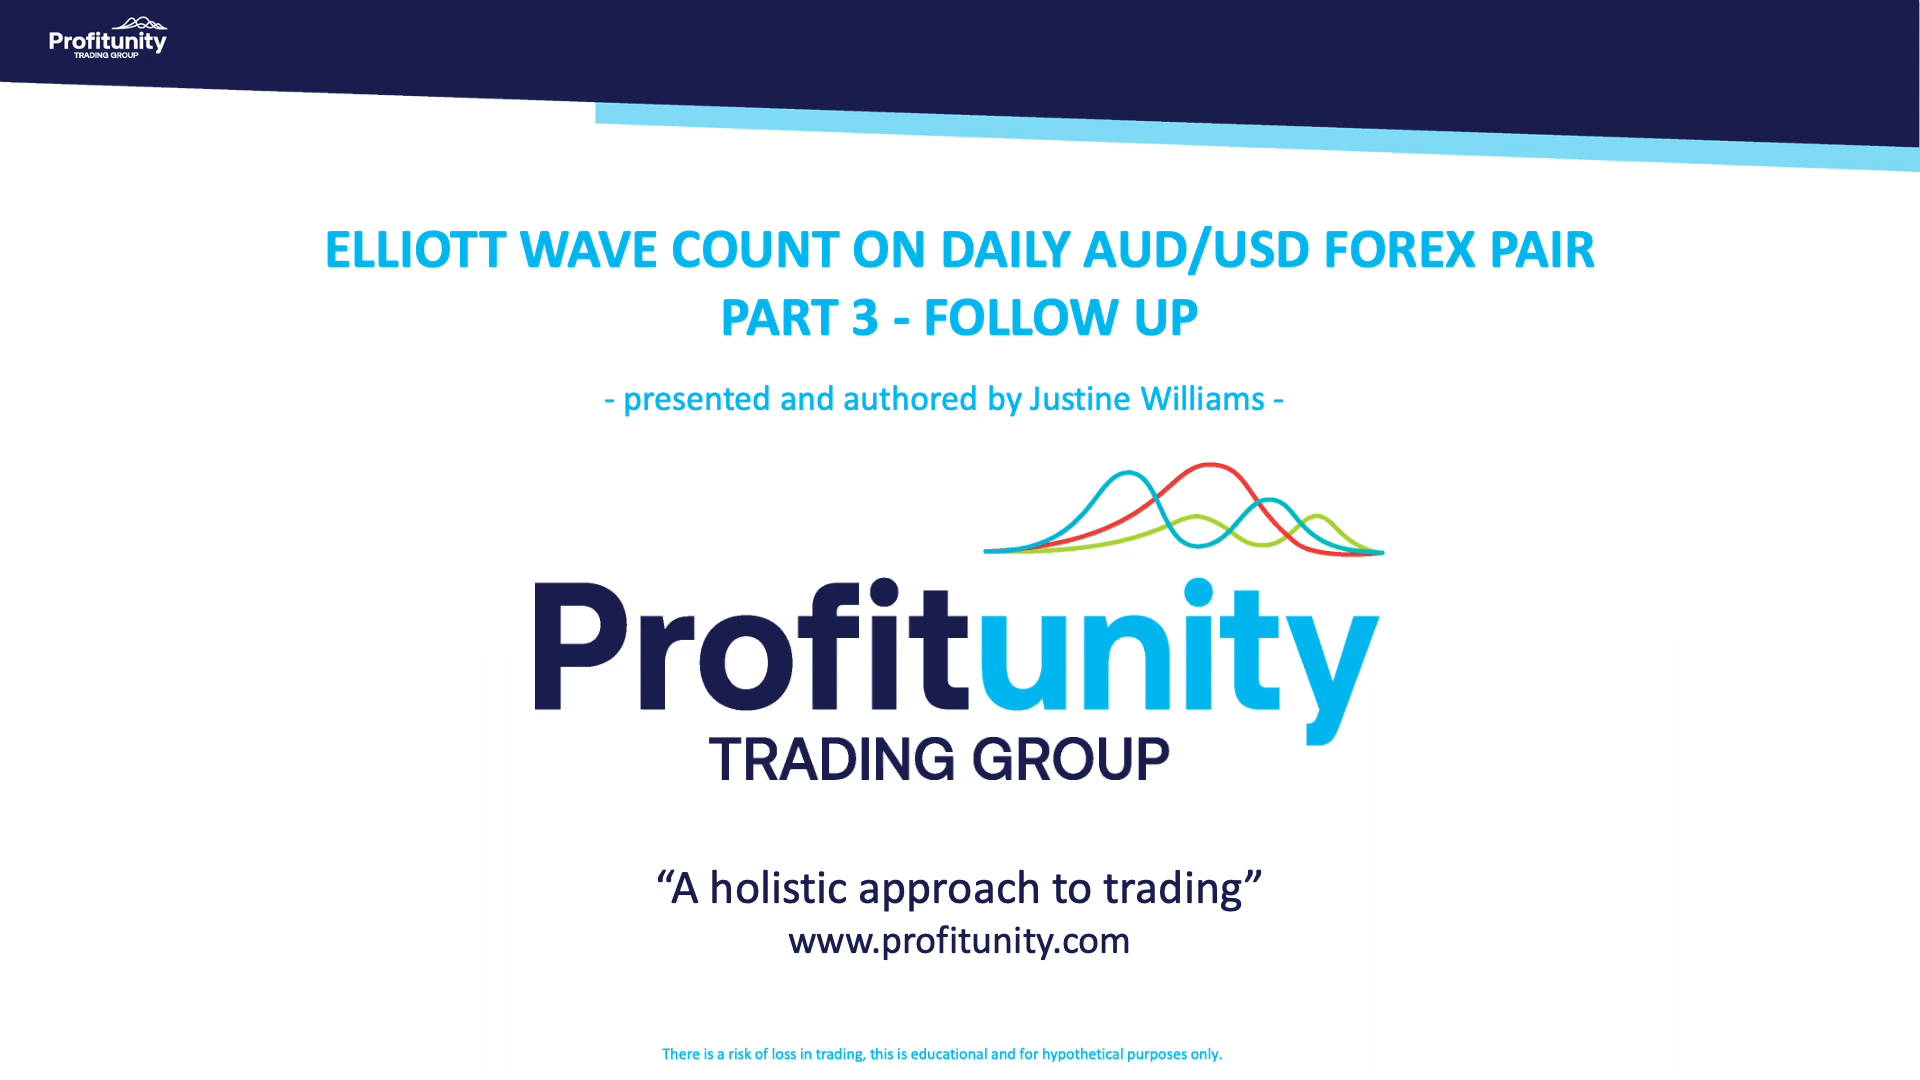 Profitunity
TRADING GROUP
ELLIOTT WAVE COUNT ON DAILY AUD/USD FOREX PAIR
PART 3 - FOLLOW UP
- presented and authored by Justine Williams -
Profitunity
TRADING GROUP
“A holistic approach to trading”
www.profitunity.com
There is a risk of loss in trading, this is educational and for hypothetical purposes only.